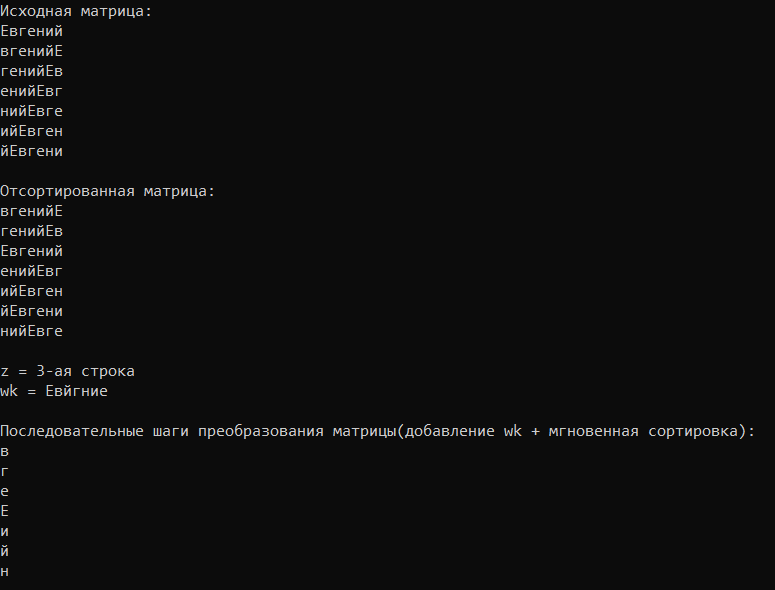 Исходная матрица:
Евгений
вгенийЕ
генийЕв
енийЕвг
нийЕвге
ийЕвген
йЕвгени
Отсортированная матрица:
вгенийЕ
генийЕв
Евгений
енийЕвг
ийЕвген
йЕвгени
нийЕвге
z = 3-ая строка
wk = Евйгние
Последовательные шаги преобразования матрицы(добавление wk + мгновенная сортировка):
в
г
е
Е
и
й
н